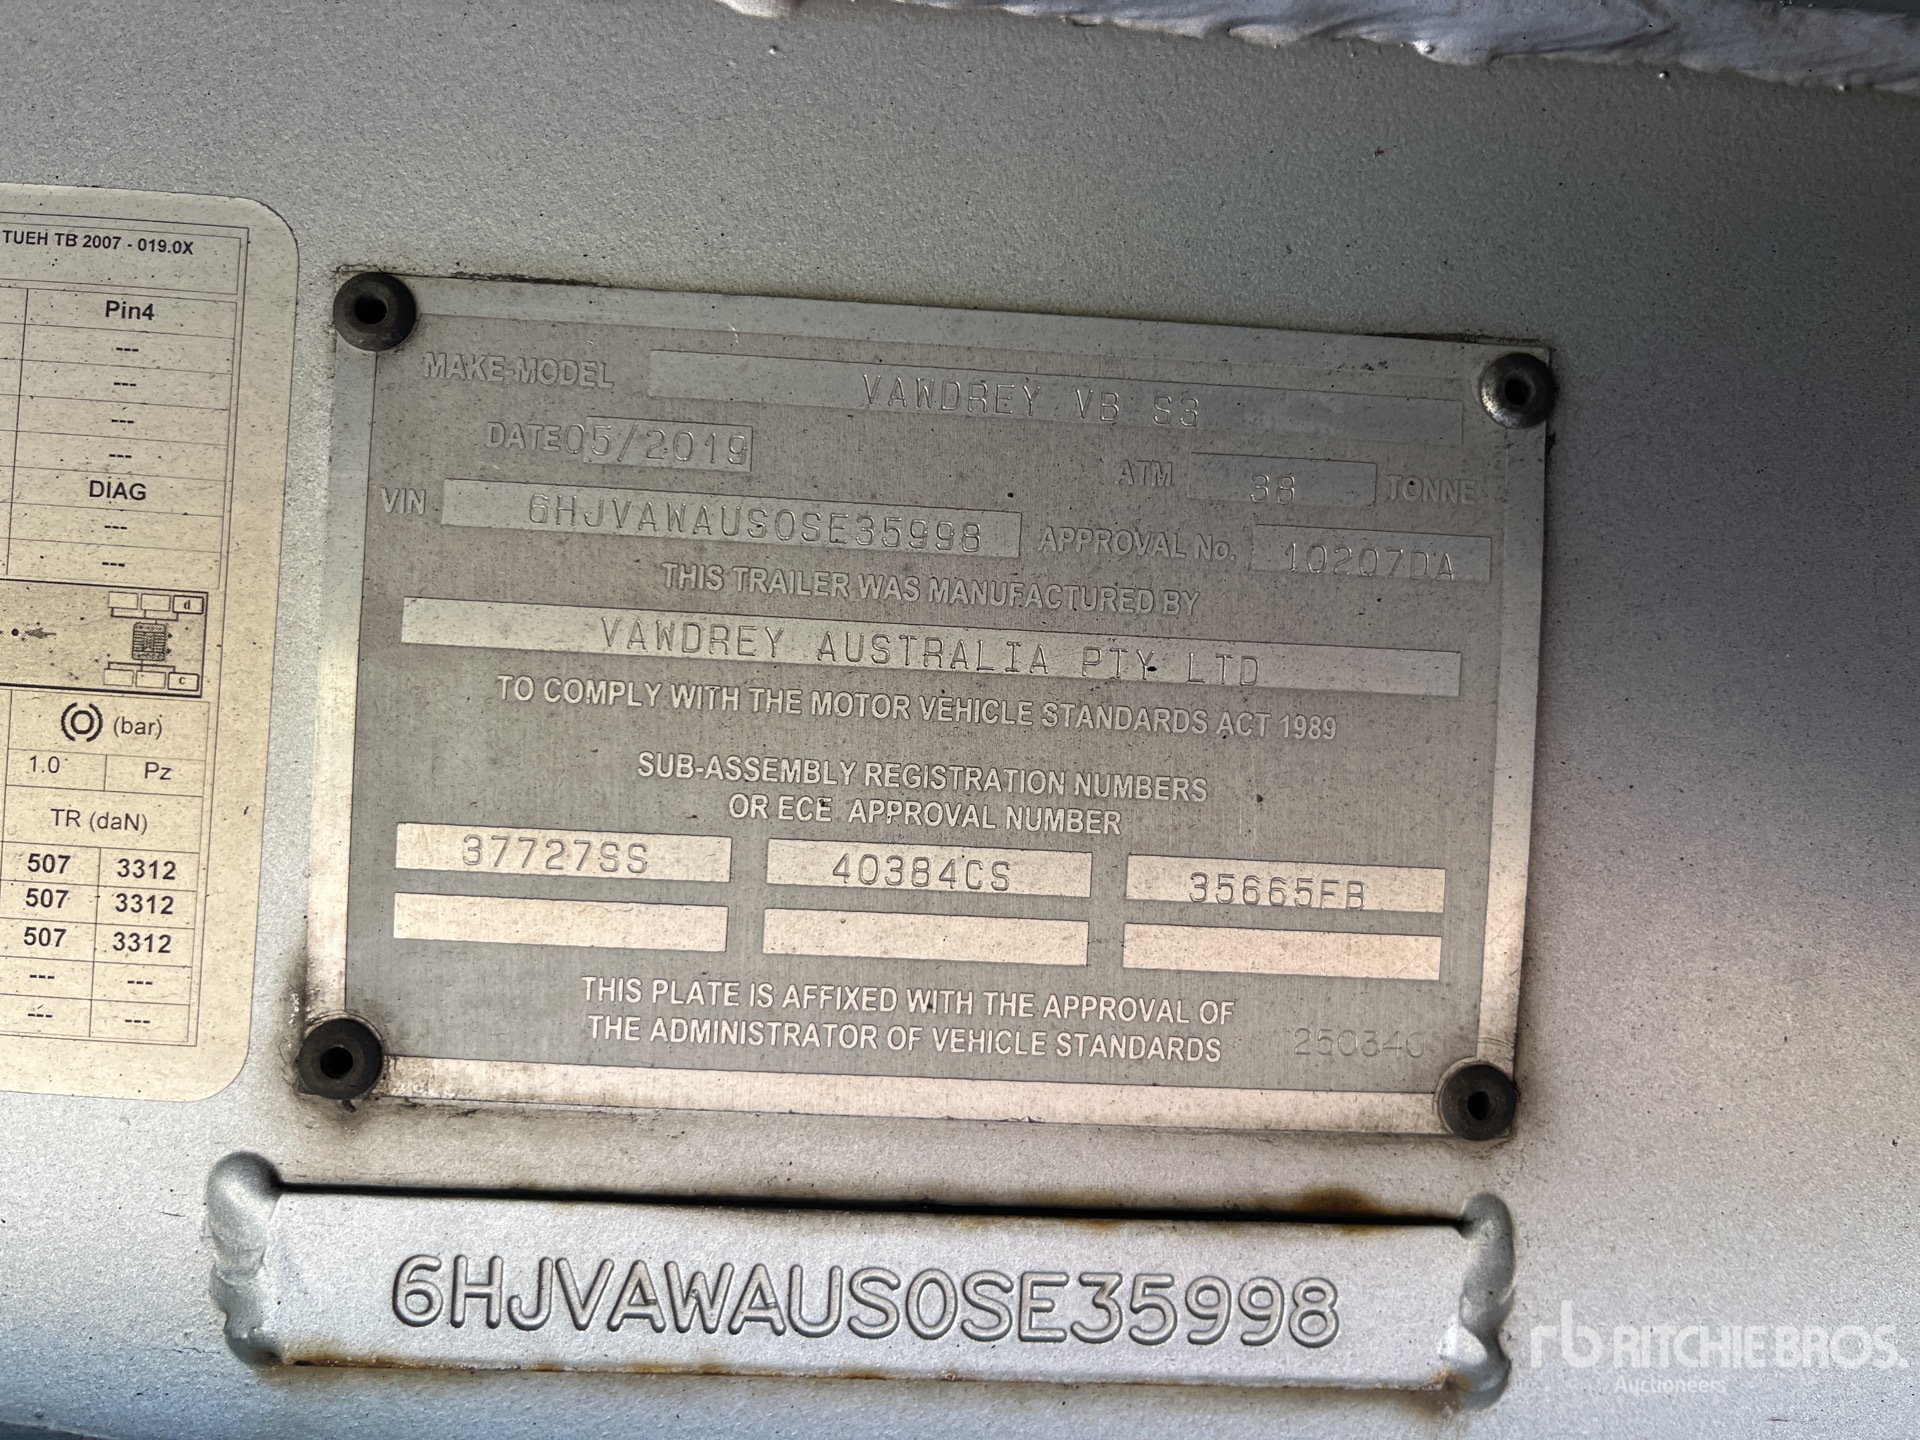 TUEH TB 2007 - 019.0X
Pin4
---
---
---
---
DIAG
---
---
d
c
(bar)
1.0 Pz
TR (daN)
507 3312
507 3312
507 3312
--- ---
--- ---
MAKE-MODEL VAWDREY VB S3
DATE 05/2019
ATM 38 TONNE
VIN 6HJVAWAUS0SE35998 APPROVAL No. 10207DA
THIS TRAILER WAS MANUFACTURED BY
VAWDREY AUSTRALIA PTY LTD
TO COMPLY WITH THE MOTOR VEHICLE STANDARDS ACT 1989
SUB-ASSEMBLY REGISTRATION NUMBERS
OR ECE APPROVAL NUMBER
37727SS 40384CS 35665FB
THIS PLATE IS AFFIXED WITH THE APPROVAL OF
THE ADMINISTRATOR OF VEHICLE STANDARDS 250340
6HJVAWAUS0SE35998
rb RITCHIE BROS.
Auctioneers